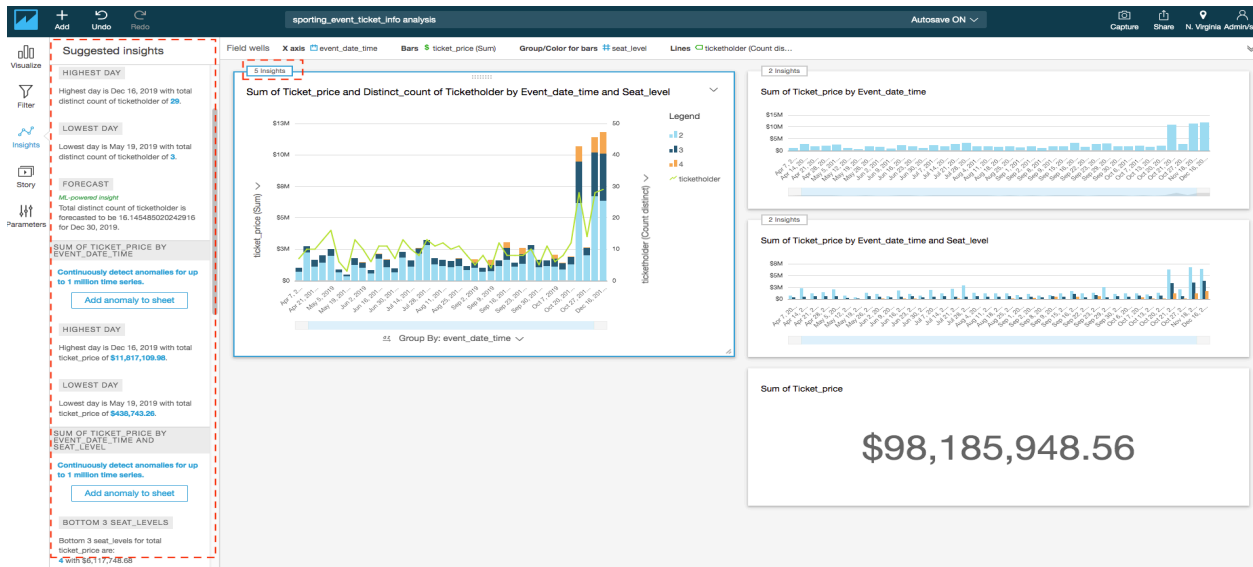 Add
Undo
Redo
sporting_event_ticket_info analysis
Autosave ON
Capture
Share
N. Virginia
Admin/s
Visualize
Filter
Insights
Story
Parameters
Suggested insights
HIGHEST DAY
Highest day is Dec 16, 2019 with total
distinct count of ticketholder of 29.
LOWEST DAY
Lowest day is May 19, 2019 with total
distinct count of ticketholder of 3.
FORECAST
ML-powered insight
Total distinct count of ticketholder is
forecasted to be 16.145485020242916
for Dec 30, 2019.
SUM OF TICKET_PRICE BY
EVENT_DATE_TIME
Continuously detect anomalies for up
to 1 million time series.
Add anomaly to sheet
HIGHEST DAY
Highest day is Dec 16, 2019 with total
ticket_price of $11,817,109.98.
LOWEST DAY
Lowest day is May 19, 2019 with total
ticket_price of $438,743.26.
SUM OF TICKET_PRICE BY
EVENT_DATE_TIME AND
SEAT_LEVEL
Continuously detect anomalies for up
to 1 million time series.
Add anomaly to sheet
BOTTOM 3 SEAT_LEVELS
Bottom 3 seat_levels for total
ticket_price are:
4 with $6,117,748.68
Field wells X axis event_date_time Bars $ ticket_price (Sum) Group/Color for bars # seat_level Lines ticketholder (Count dis...
5 Insights
Sum of Ticket_price and Distinct_count of Ticketholder by Event_date_time and Seat_level
Legend
2
3
4
ticketholder
$13M
$10M
$9M
$5M
$3M
$0
50
40
30
20
10
0
ticket_price (Sum)
ticketholder (Count distinct)
Group By: event_date_time
2 Insights
Sum of Ticket_price by Event_date_time
$15M
$10M
$5M
$0
2 Insights
Sum of Ticket_price by Event_date_time and Seat_level
$3M
$0
Sum of Ticket_price
$98,185,948.56